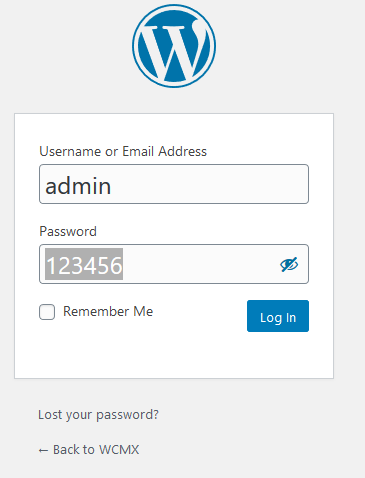 Username or Email Address
admin
Password
123456
Remember Me
Log In
Lost your password?
← Back to WCMX